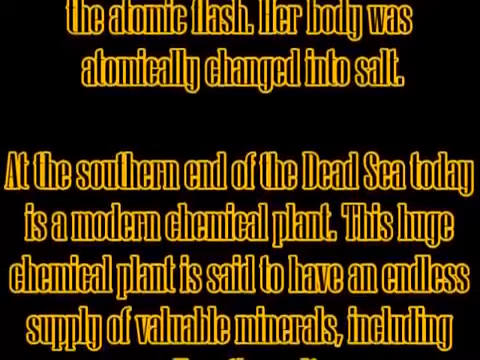 the atomic flash. Her body was
atomically changed into salt.
At the southern end of the Dead Sea today
is a modern chemical plant. This huge
chemical plant is said to have an endless
supply of valuable minerals, including